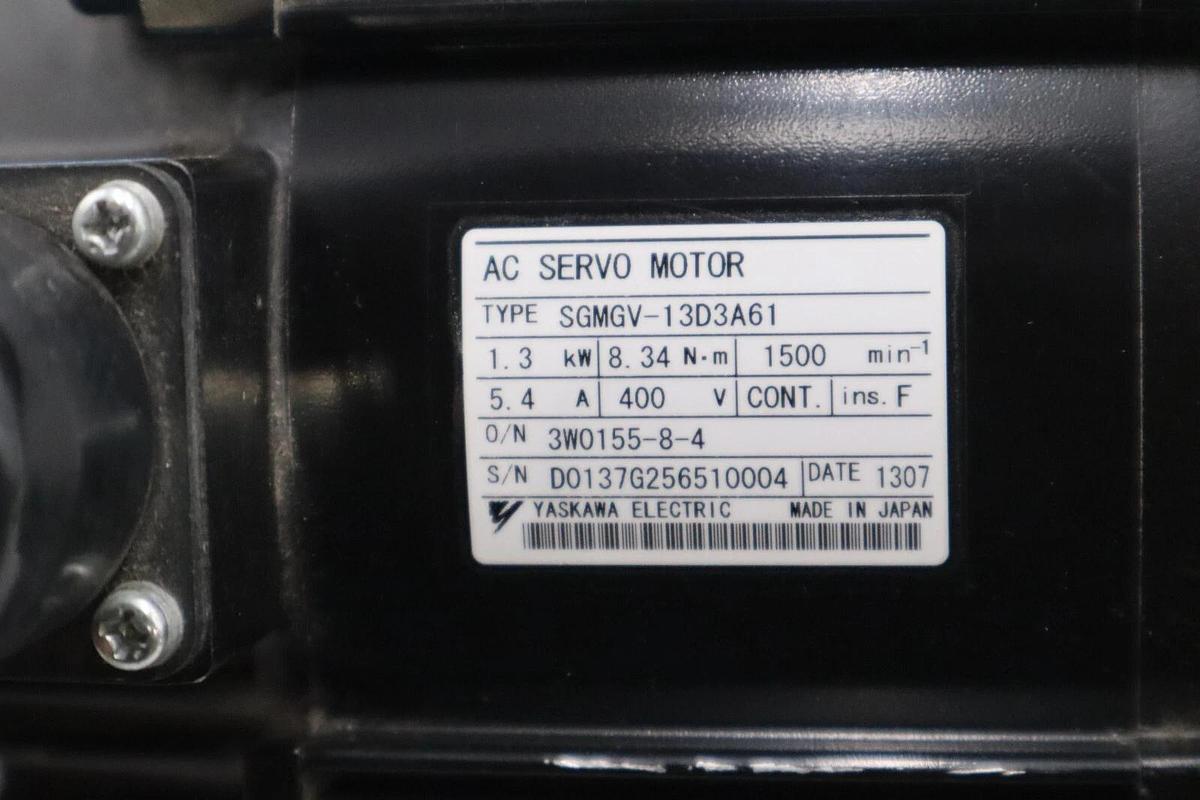 AC SERVO MOTOR
TYPE SGMGV-13D3A61
1.3 kW 8.34 N·m 1500 min⁻¹
5.4 A 400 V CONT. ins. F
O/N 3W0155-8-4
S/N D0137G256510004 DATE 1307
YASKAWA ELECTRIC MADE IN JAPAN